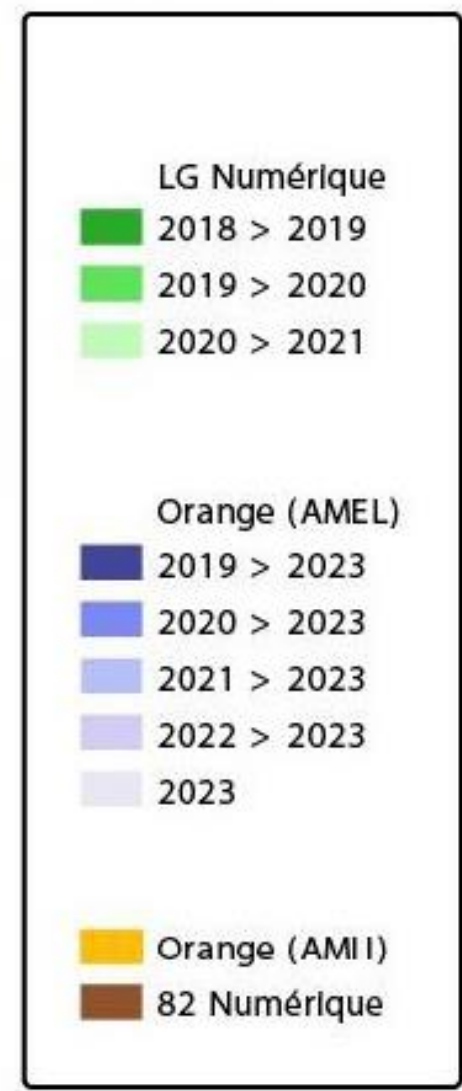 LG Numérique
2018 > 2019
2019 > 2020
2020 > 2021
Orange (AMEL)
2019 > 2023
2020 > 2023
2021 > 2023
2022 > 2023
2023
Orange (AMII)
82 Numérique